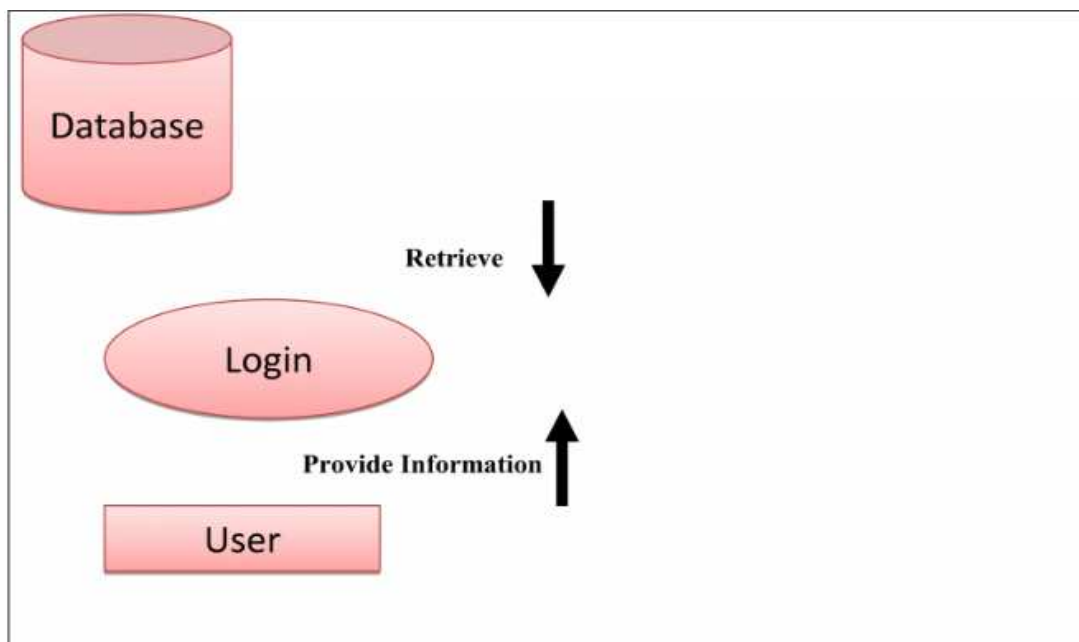 Database
Retrieve
Login
Provide Information
User